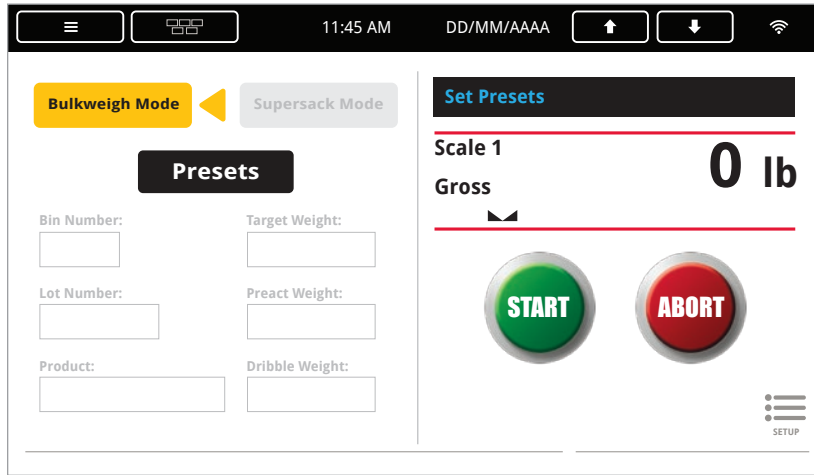 11:45 AM DD/MM/AAAA
Bulkweigh Mode Supersack Mode
Presets
Bin Number: Target Weight:
Lot Number: Preact Weight:
Product: Dribble Weight:
Set Presets
Scale 1
0 lb
Gross
START ABORT
SETUP